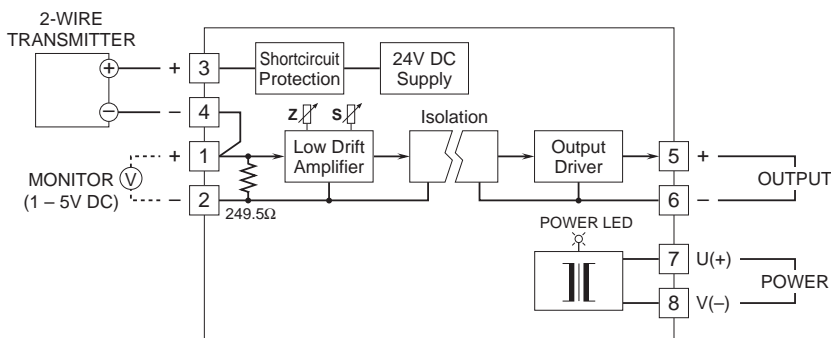 2-WIRE
TRANSMITTER
+
−
+
−
3
4
Shortcircuit
Protection
24V DC
Supply
Z
S
Isolation
+
1
MONITOR
(1 – 5V DC)
V
−
2
249.5Ω
Low Drift
Amplifier
Output
Driver
5
+
OUTPUT
6
−
POWER LED
7
U(+)
POWER
8
V(–)